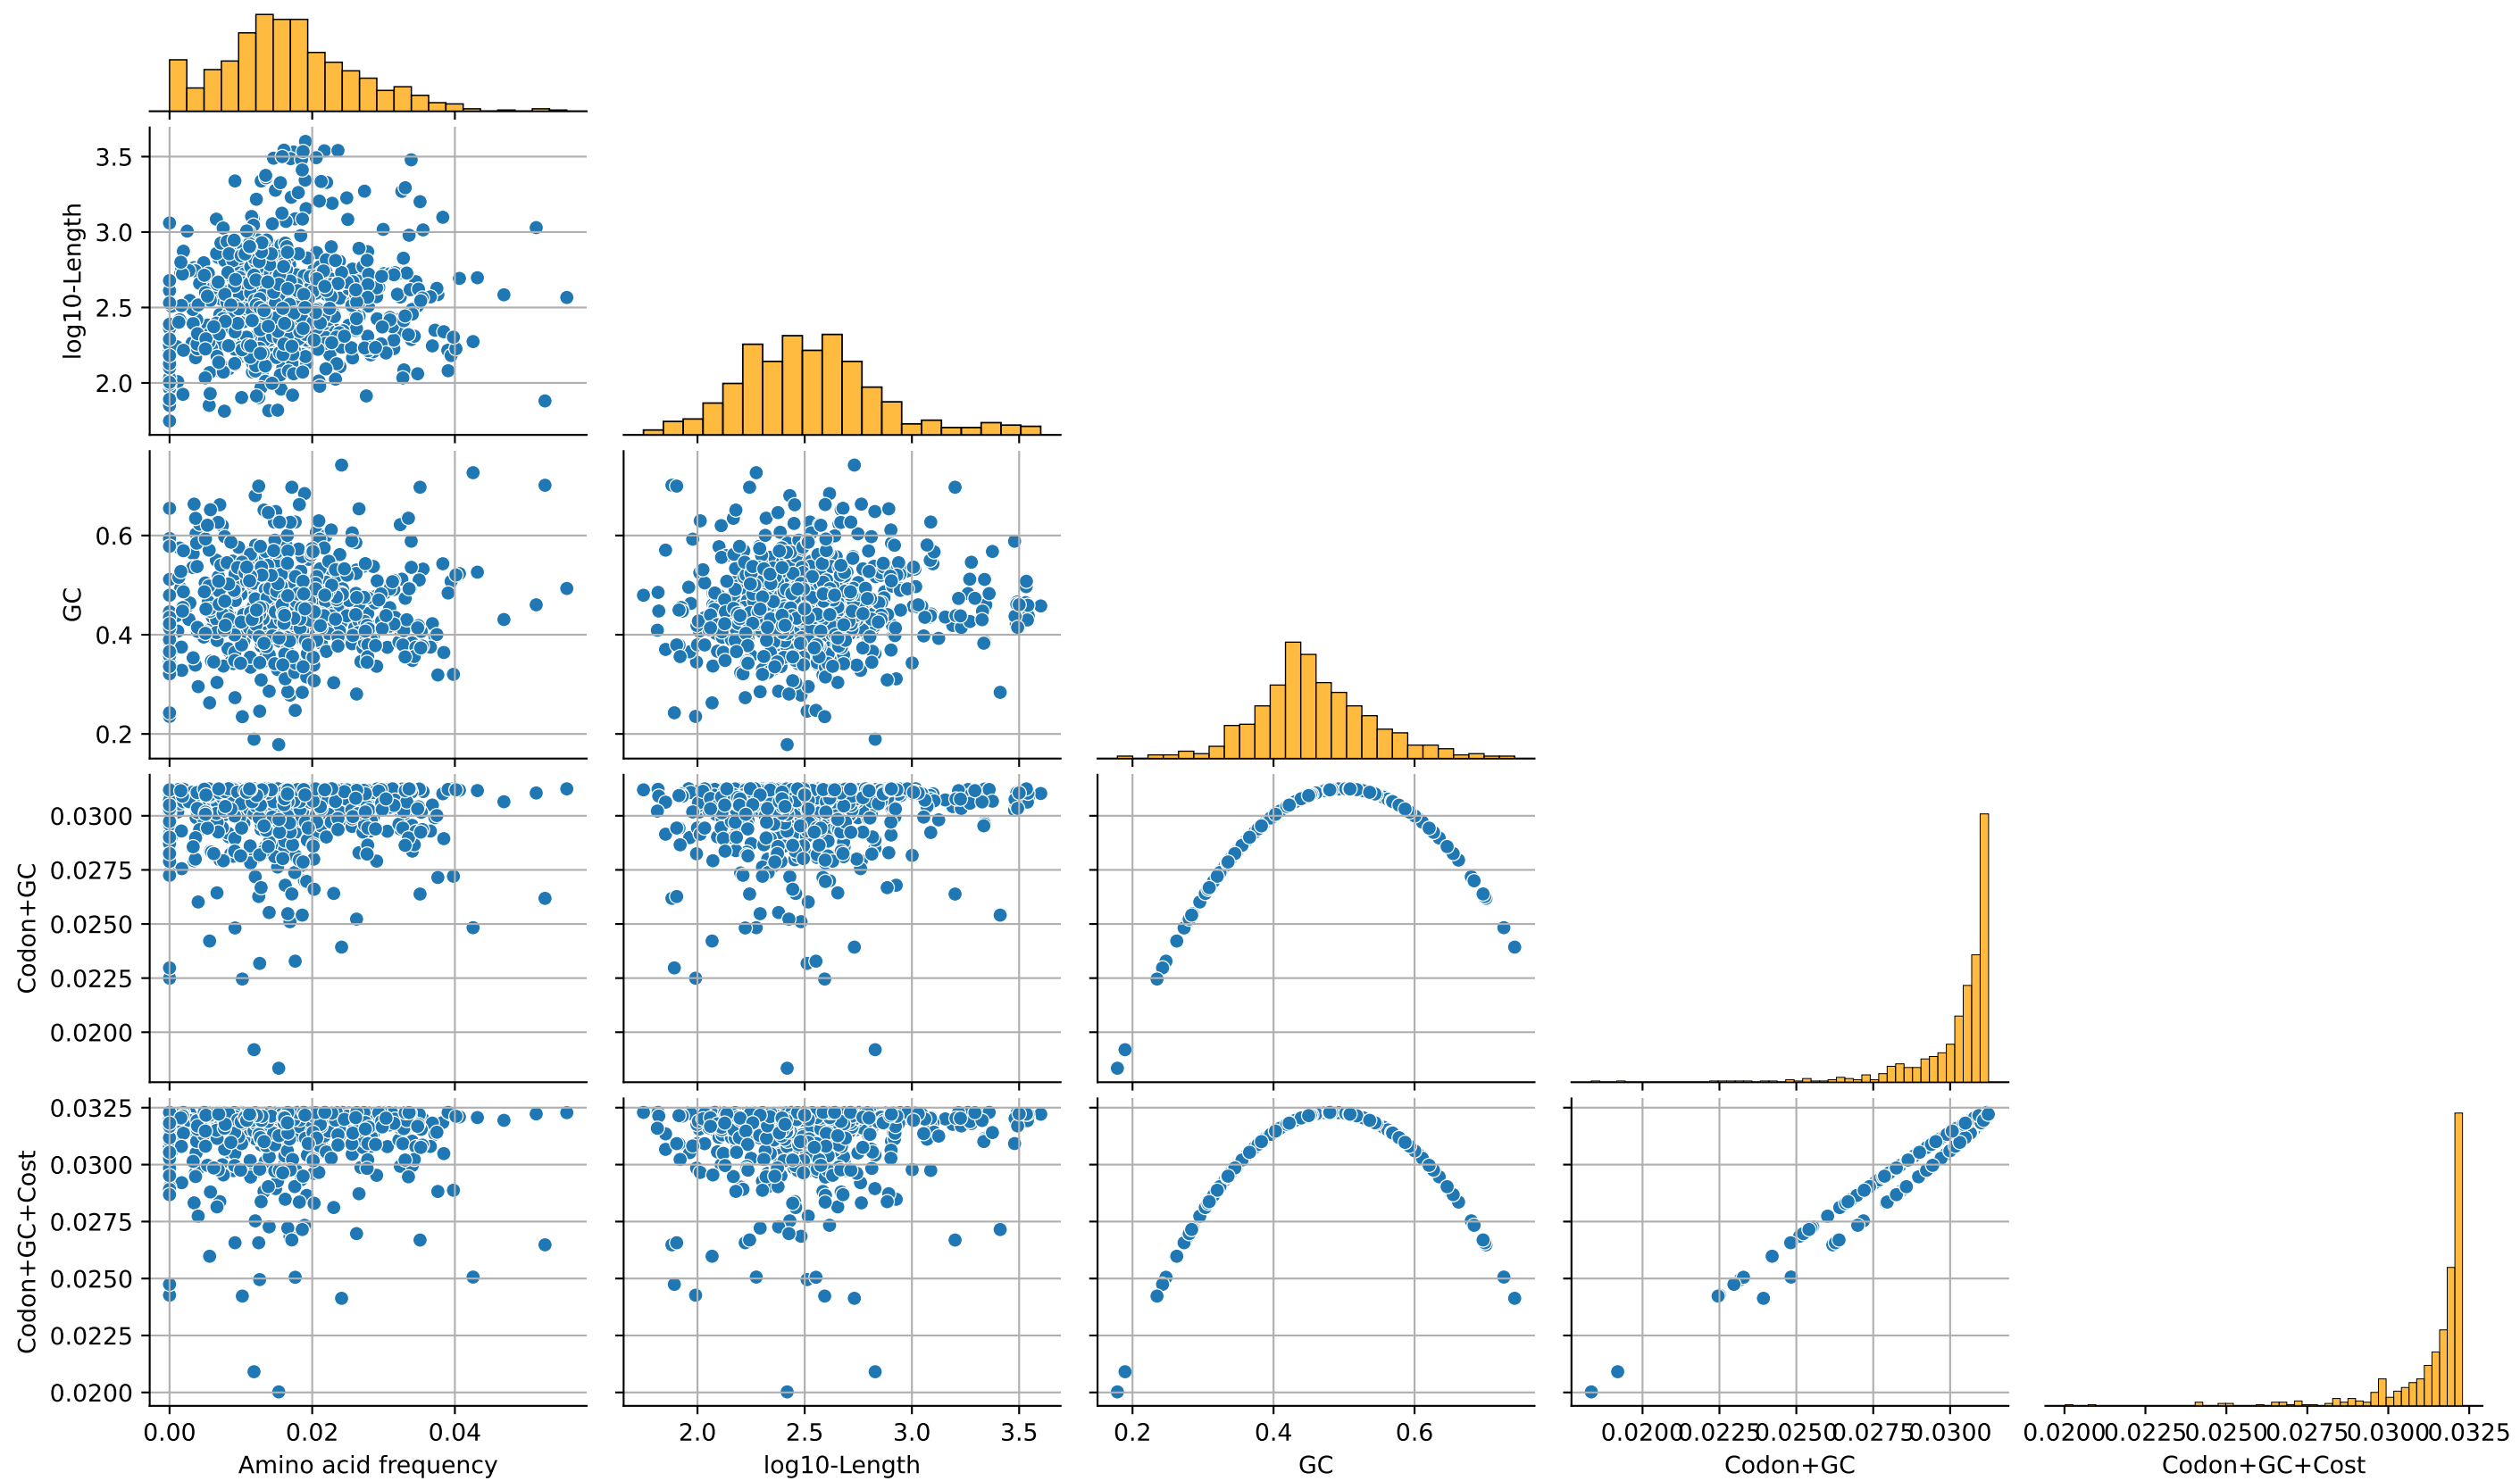 3.5
3.0
2.5
2.0
log10-Length
0.6
0.4
0.2
GC
0.0300
0.0275
0.0250
0.0225
0.0200
Codon+GC
0.0325
0.0300
0.0275
0.0250
0.0225
0.0200
Codon+GC+Cost
0.00 0.02 0.04
Amino acid frequency
2.0 2.5 3.0 3.5
log10-Length
0.2 0.4 0.6
GC
0.0200 0.0225 0.0250 0.0275 0.0300
Codon+GC
0.0200 0.0225 0.0250 0.0275 0.0300 0.0325
Codon+GC+Cost